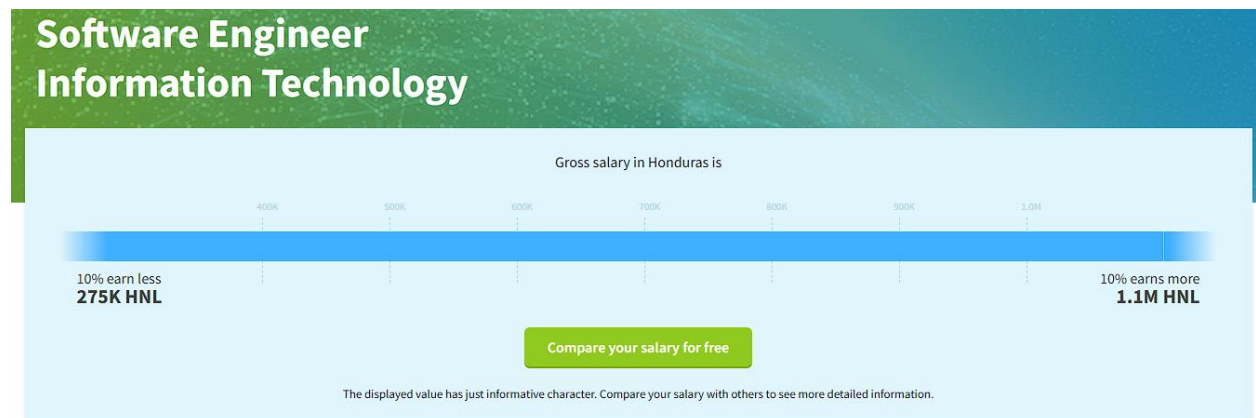 Software Engineer
Information Technology
Gross salary in Honduras is
400K 500K 600K 700K 800K 900K 1.0M
10% earn less 10% earns more
275K HNL 1.1M HNL
Compare your salary for free
The displayed value has just informative character. Compare your salary with others to see more detailed information.